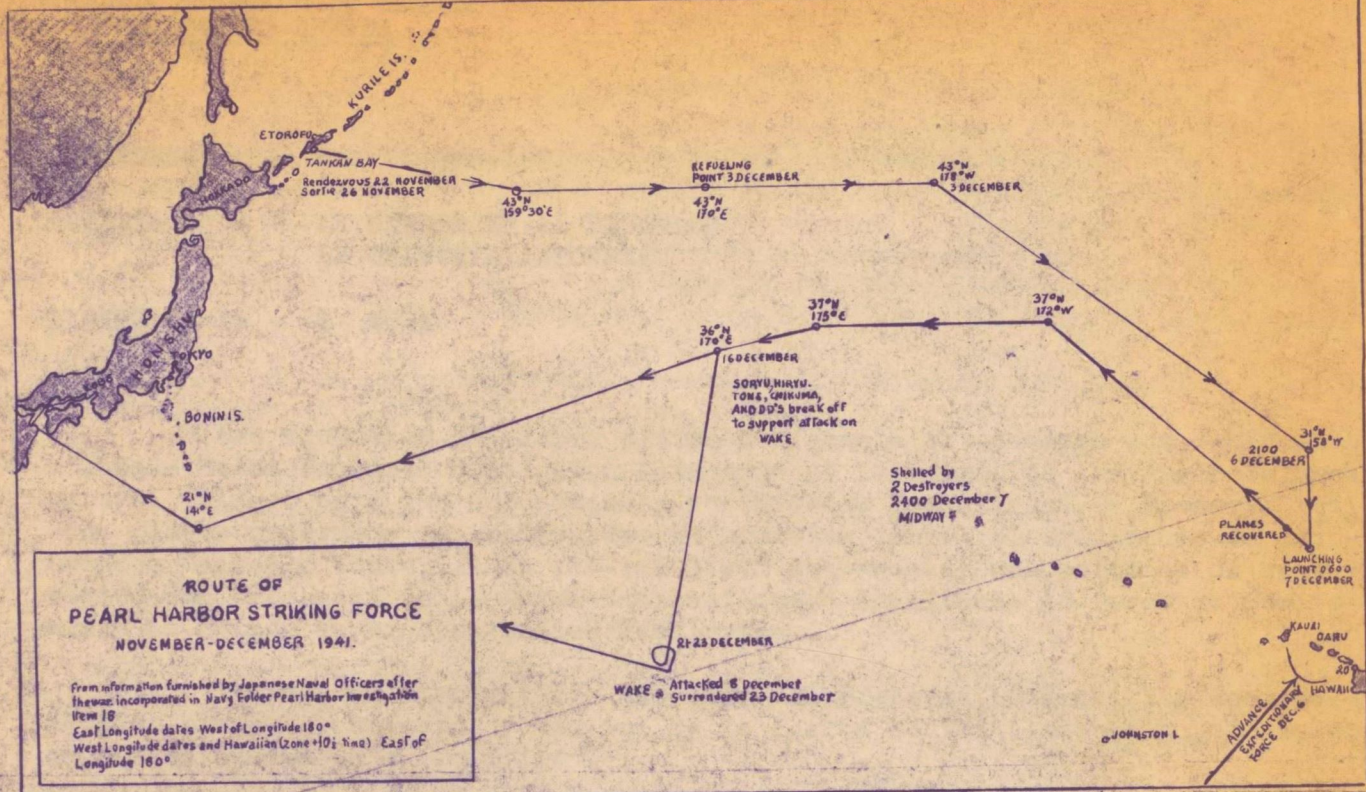 KURILE IS.
ETOROFU
TANKAN BAY
Rendezvous 22 NOVEMBER
Sortie 26 NOVEMBER
HOKKADO
43°N
159°30'E
REFUELING
POINT 3 DECEMBER
43°N
170°E
43°N
178°W
3 DECEMBER
37°N
175°E
37°N
172°W
36°N
170°E
16 DECEMBER
SORYU, HIRYU.
TONE, CHIKUMA,
AND DD'S break off
to support attack on
WAKE
HONSHU
TOKYO
BONIN IS.
21°N
141°E
31°N
158°W
2100
6 DECEMBER
Shelled by
2 Destroyers
2400 December 7
MIDWAY
PLANES
RECOVERED
LAUNCHING
POINT 0600
7 DECEMBER
KAUAI
OAHU
HAWAII
21-23 DECEMBER
WAKE
Attacked 8 December
Surrondered 23 December
JOHNSTON I.
ADVANCE
EXPEDITIONARY
FORCE DEC. 6
ROUTE OF
PEARL HARBOR STRIKING FORCE
NOVEMBER-DECEMBER 1941.
From information furnished by Japanese Naval Officers after
the war incorporated in Navy Folder Pearl Harbor Investigation
Item 18
East Longitude dates West of Longitude 180°
West Longitude dates and Hawaiian (zone +10½ time) East of
Longitude 180°